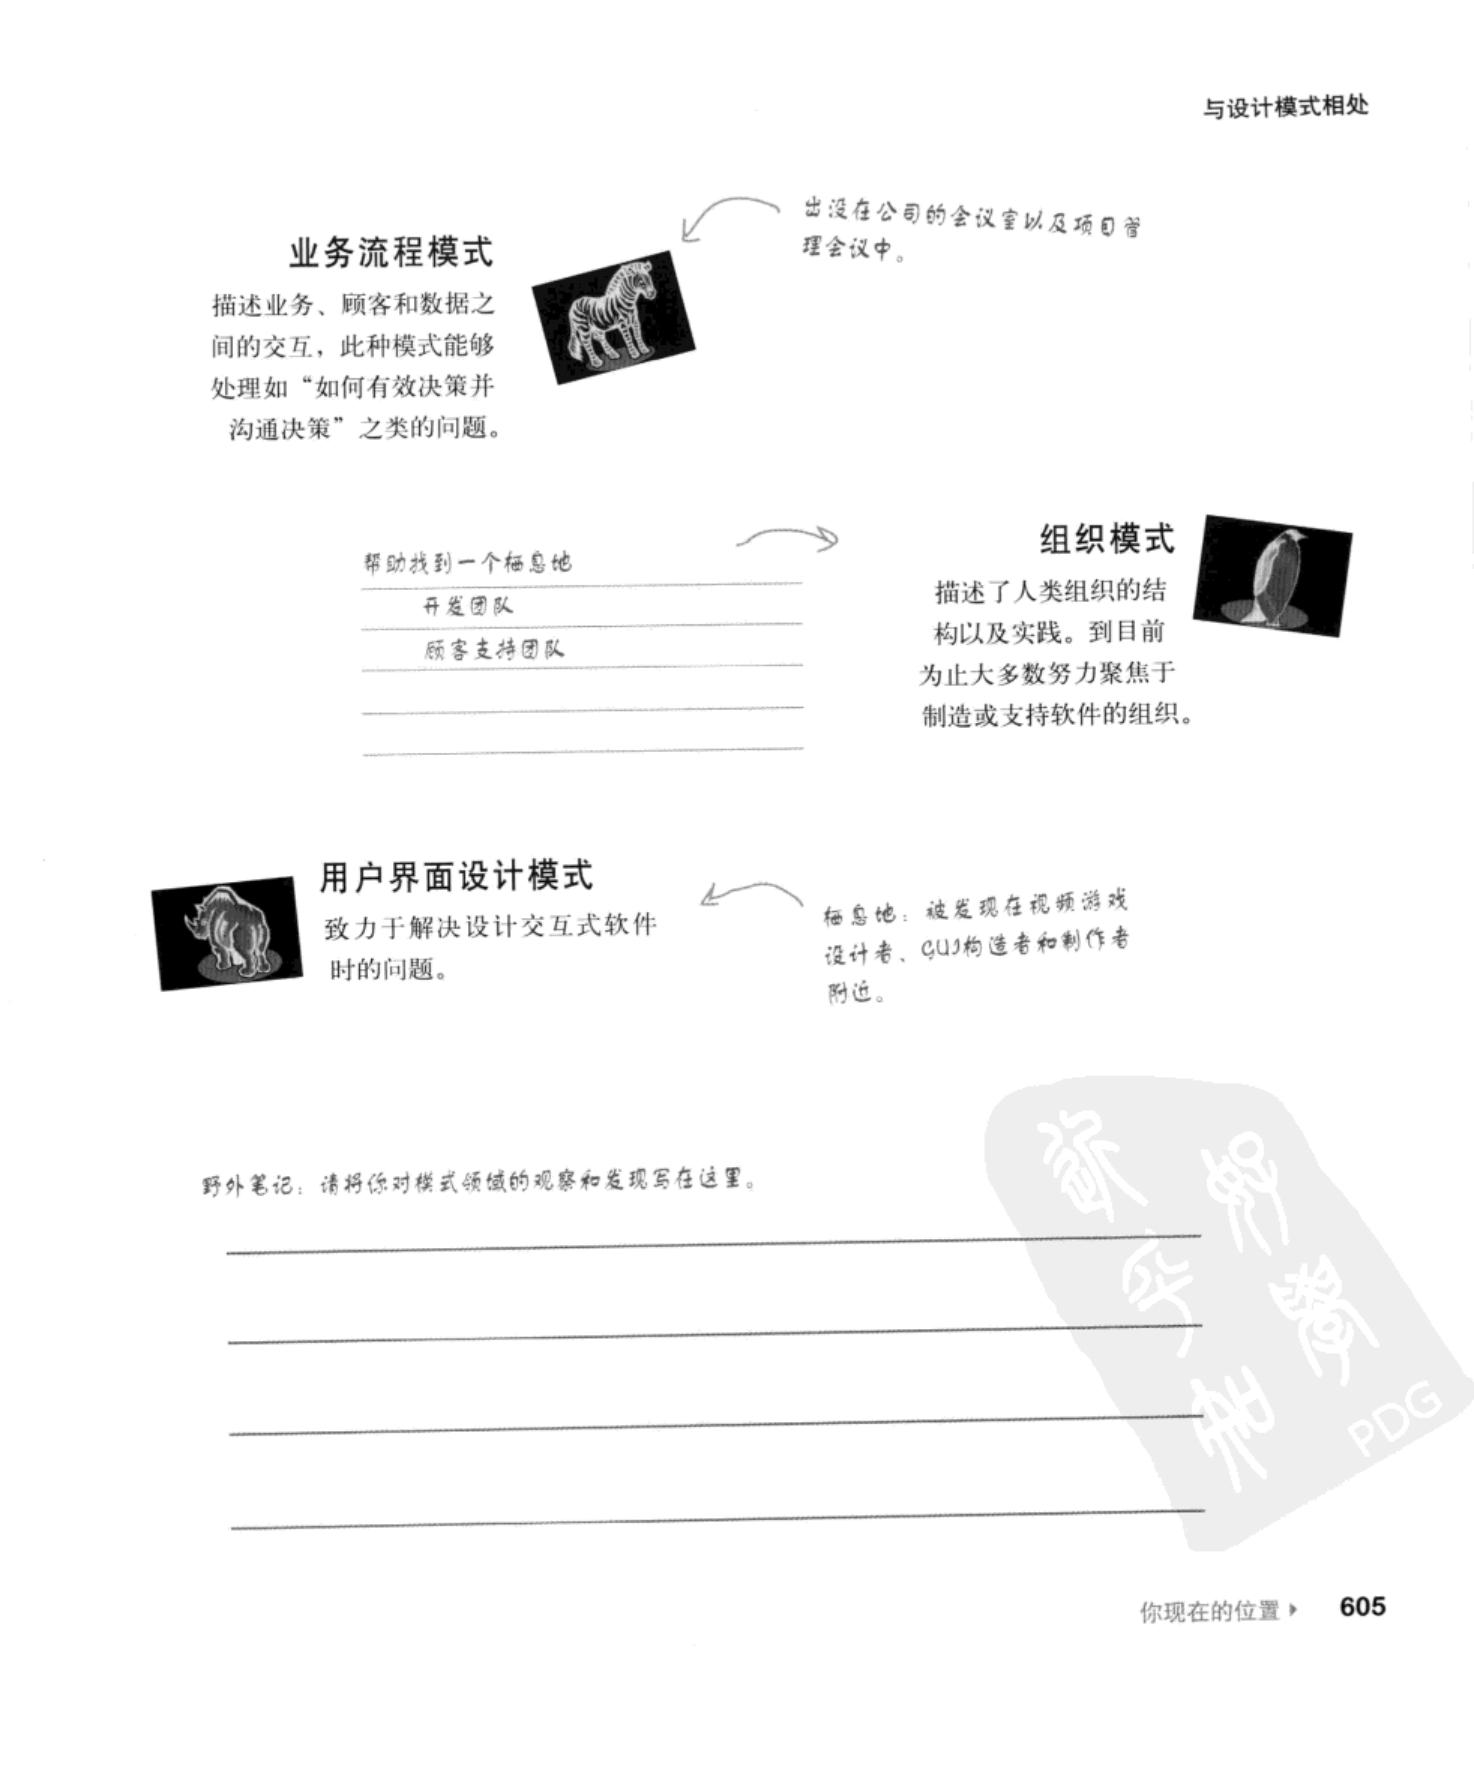 与设计模式相处
出没在公司的会议室以及项目管
理会议中。
业务流程模式
描述业务、顾客和数据之
间的交互，此种模式能够
处理如“如何有效决策并
沟通决策”之类的问题。
帮助找到一个栖息地
开发团队
顾客支持团队
组织模式
描述了人类组织的结
构以及实践。到目前
为止大多数努力聚焦于
制造或支持软件的组织。
用户界面设计模式
致力于解决设计交互式软件
时的问题。
栖息地：被发现在视频游戏
设计者、GUI构造者和制作者
附近。
野外笔记：请将你对模式领域的观察和发现写在这里。
PDG
你现在的位置
605